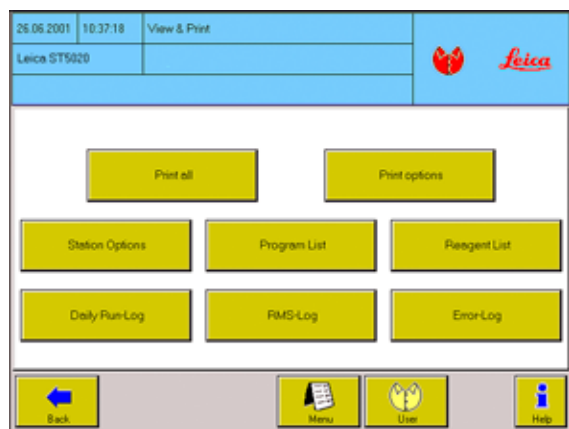 26.06.2001 10:37:18 View & Print
Leica ST5020
Leica
Print all Print options
Station Options Program List Reagent List
Daily Run-Log RMS-Log Error-Log
Back Menu User Help